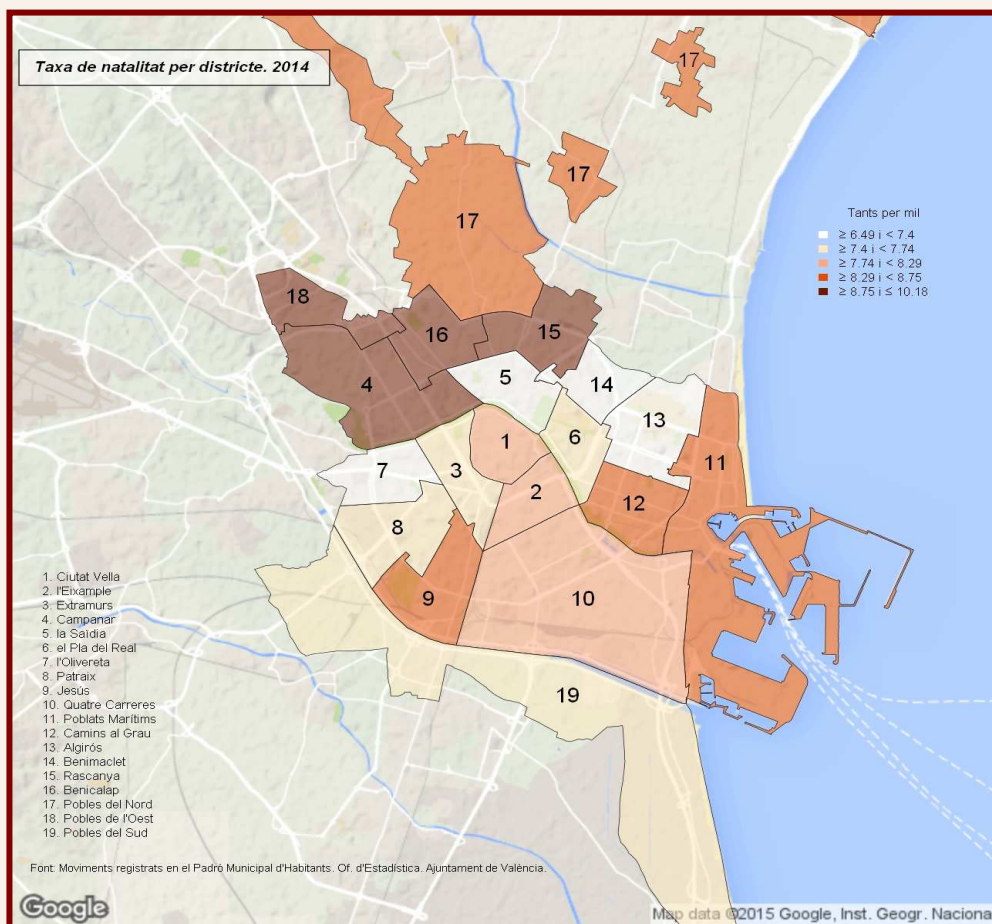 Taxa de natalitat per districte. 2014
17
17
17
Tants per mil
≥ 6.49 i < 7.4
≥ 7.4 i < 7.74
≥ 7.74 i < 8.29
≥ 8.29 i < 8.75
≥ 8.75 i ≤ 10.18
18
16
15
4
5
14
13
1
6
11
7
3
2
12
8
9
10
19
1. Ciutat Vella
2. l'Eixample
3. Extramurs
4. Campanar
5. la Saïdia
6. el Pla del Real
7. l'Olivereta
8. Patraix
9. Jesús
10. Quatre Carreres
11. Poblats Marítims
12. Camins al Grau
13. Algirós
14. Benimaclet
15. Rascanya
16. Benicalap
17. Pobles del Nord
18. Pobles de l'Oest
19. Pobles del Sud
Font: Moviments registrats en el Padró Municipal d'Habitants. Of. d'Estadística. Ajuntament de València.
Google
Map data ©2015 Google, Inst. Geogr. Naciona